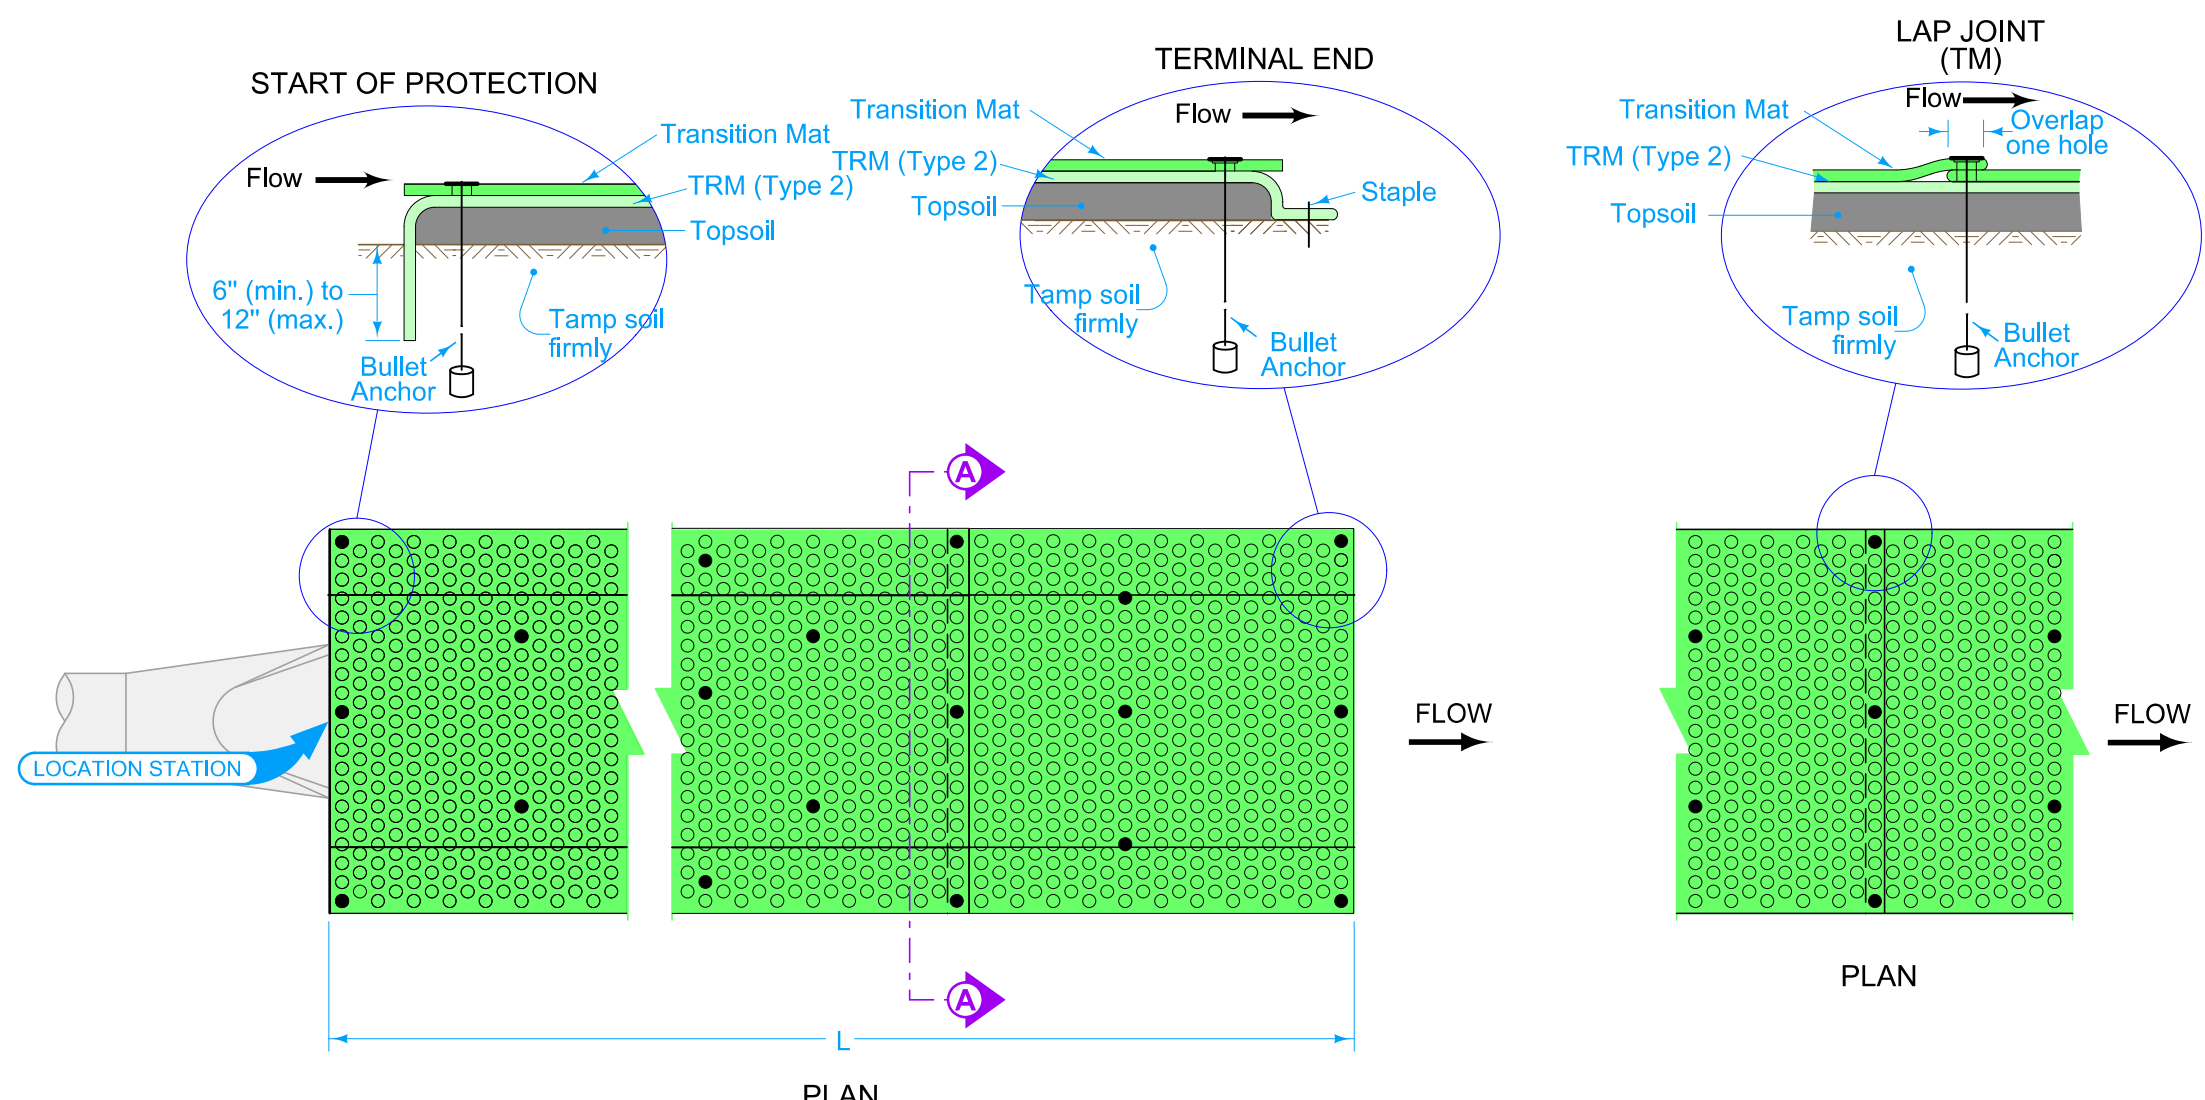 START OF PROTECTION
Flow
Transition Mat
TRM (Type 2)
Topsoil
6" (min.) to
12" (max.)
Tamp soil
firmly
Bullet
Anchor
TERMINAL END
Flow
Transition Mat
TRM (Type 2)
Topsoil
Staple
Tamp soil
firmly
Bullet
Anchor
LAP JOINT
(TM)
Flow
Transition Mat
Overlap
one hole
TRM (Type 2)
Topsoil
Tamp soil
firmly
Bullet
Anchor
A
LOCATION STATION
FLOW
FLOW
A
L
PLAN
PLAN